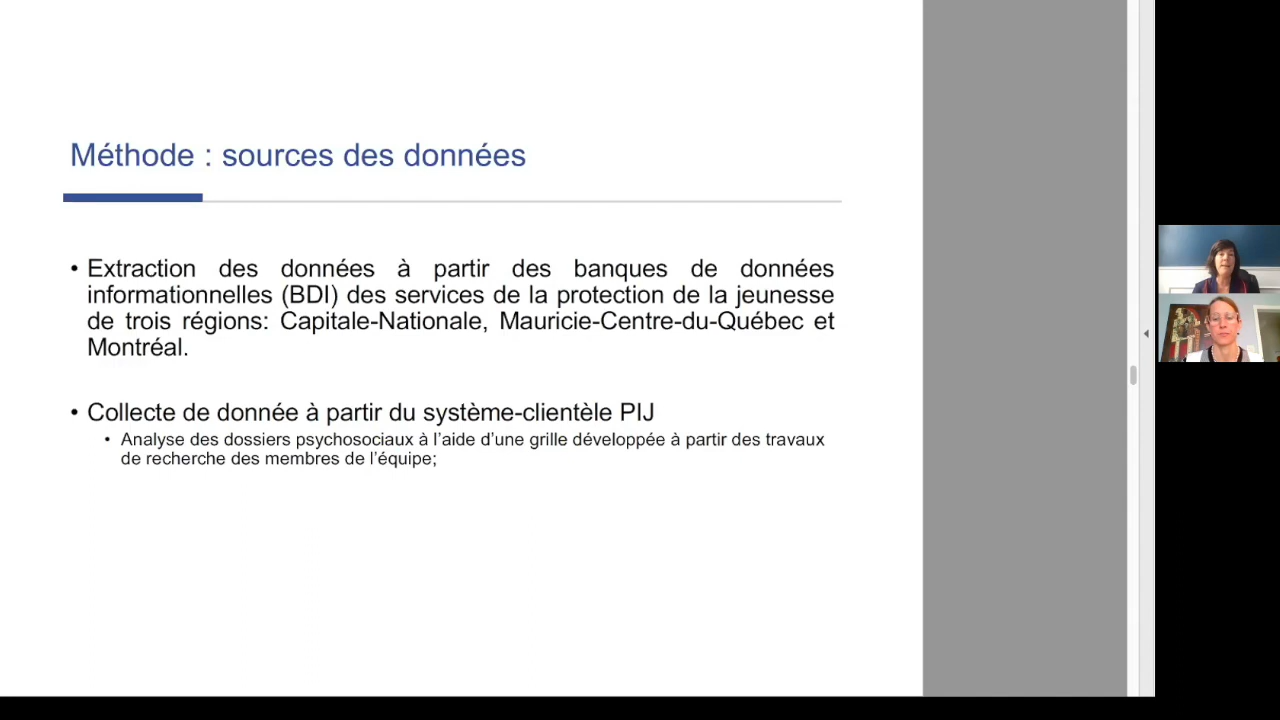 Méthode : sources des données
• Extraction des données à partir des banques de données
informationnelles (BDI) des services de la protection de la jeunesse
de trois régions: Capitale-Nationale, Mauricie-Centre-du-Québec et
Montréal.
• Collecte de donnée à partir du système-clientèle PIJ
• Analyse des dossiers psychosociaux à l’aide d’une grille développée à partir des travaux
de recherche des membres de l’équipe;